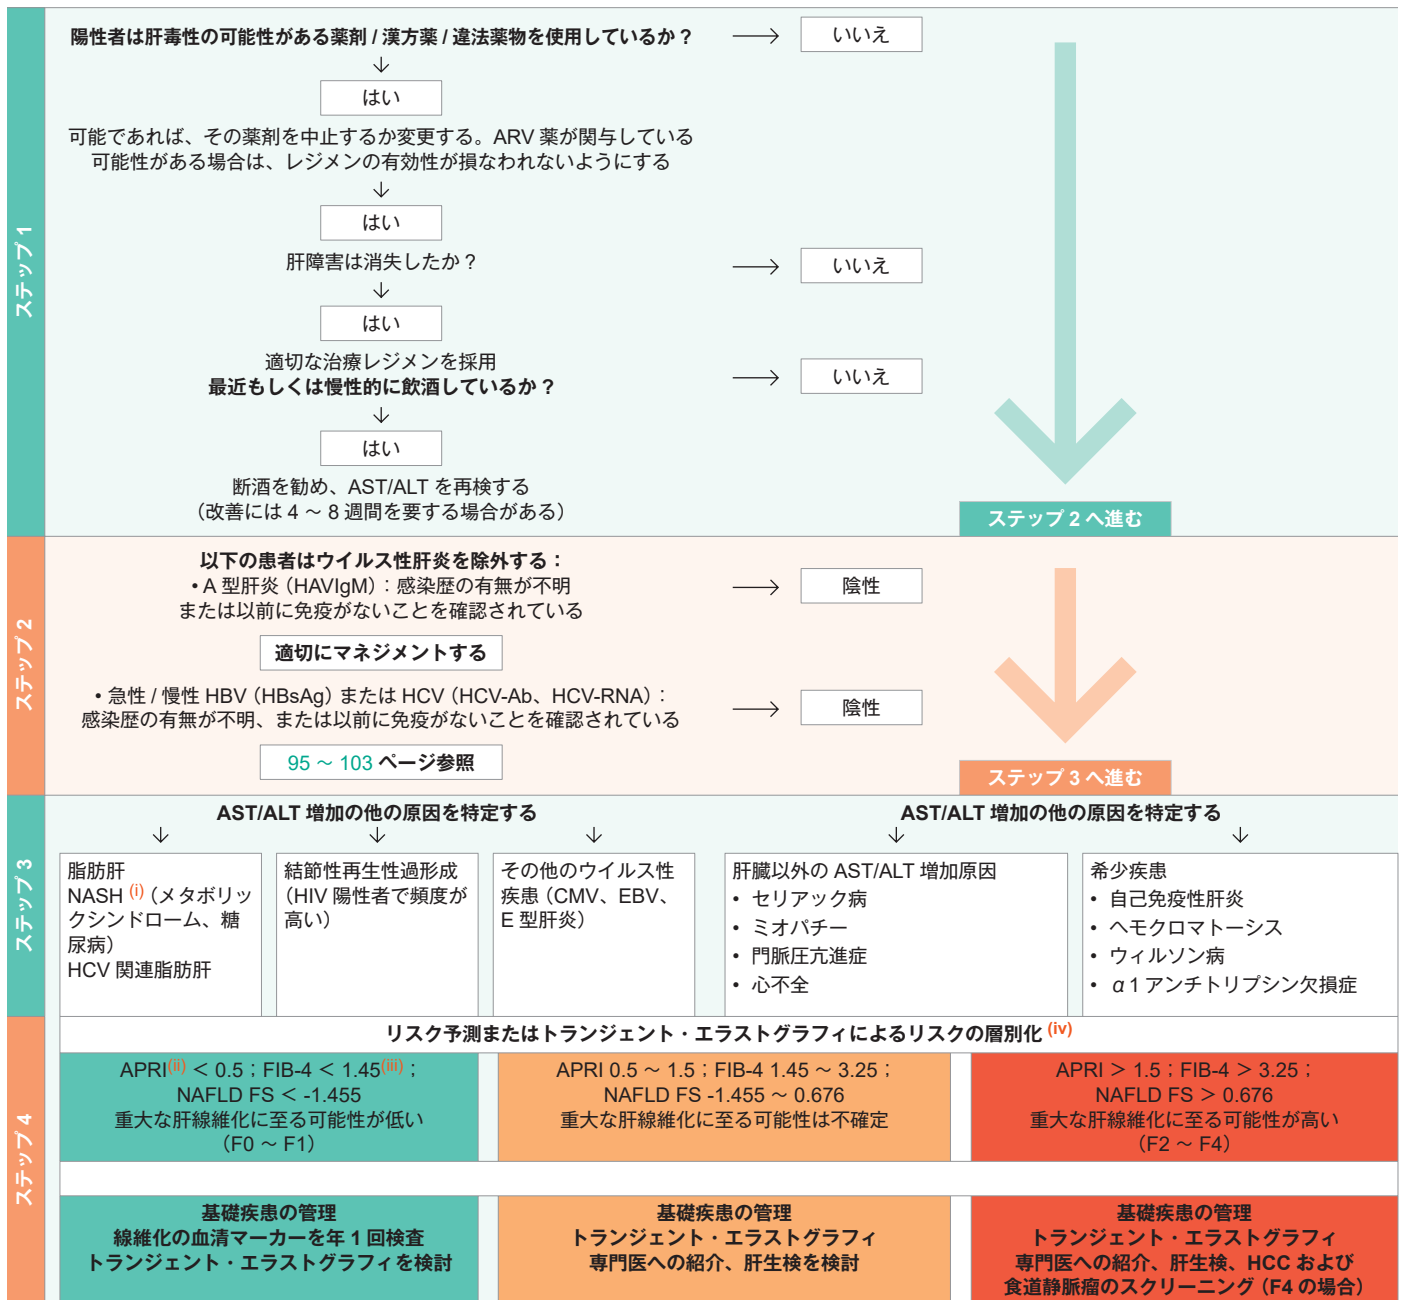 ステップ 1
陽性者は肝毒性の可能性がある薬剤 / 漢方薬 / 違法薬物を使用しているか？
いいえ
はい
可能であれば、その薬剤を中止するか変更する。ARV 薬が関与している
可能性がある場合は、レジメンの有効性が損なわれないようにする
はい
肝障害は消失したか？
いいえ
はい
適切な治療レジメンを採用
最近もしくは慢性的に飲酒しているか？
いいえ
はい
断酒を勧め、AST/ALT を再検する
（改善には 4 ～ 8 週間を要する場合がある）
ステップ 2 へ進む
ステップ 2
以下の患者はウイルス性肝炎を除外する：
• A 型肝炎（HAVIgM）：感染歴の有無が不明
または以前に免疫がないことを確認されている
陰性
適切にマネジメントする
• 急性 / 慢性 HBV（HBsAg）または HCV（HCV-Ab、HCV-RNA）：
感染歴の有無が不明、または以前に免疫がないことを確認されている
陰性
95 ～ 103 ページ参照
ステップ 3 へ進む
ステップ 3
AST/ALT 増加の他の原因を特定する
脂肪肝
NASH (i)（メタボリッ
クシンドローム、糖
尿病）
HCV 関連脂肪肝
結節性再生性過形成
（HIV 陽性者で頻度が
高い）
その他のウイルス性
疾患（CMV、EBV、
E 型肝炎）
AST/ALT 増加の他の原因を特定する
肝臓以外の AST/ALT 増加原因
• セリアック病
• ミオパチー
• 門脈圧亢進症
• 心不全
希少疾患
• 自己免疫性肝炎
• ヘモクロマトーシス
• ウィルソン病
• α1 アンチトリプシン欠損症
ステップ 4
リスク予測またはトランジェント・エラストグラフィによるリスクの層別化 (iv)
APRI(ii) < 0.5；FIB-4 < 1.45(iii)；
NAFLD FS < -1.455
重大な肝線維化に至る可能性が低い
（F0 ～ F1）
APRI 0.5 ～ 1.5；FIB-4 1.45 ～ 3.25；
NAFLD FS -1.455 ～ 0.676
重大な肝線維化に至る可能性は不確定
APRI > 1.5；FIB-4 > 3.25；
NAFLD FS > 0.676
重大な肝線維化に至る可能性が高い
（F2 ～ F4）
基礎疾患の管理
線維化の血清マーカーを年 1 回検査
トランジェント・エラストグラフィを検討
基礎疾患の管理
トランジェント・エラストグラフィ
専門医への紹介、肝生検を検討
基礎疾患の管理
トランジェント・エラストグラフィ
専門医への紹介、肝生検、HCC および
食道静脈瘤のスクリーニング（F4 の場合）